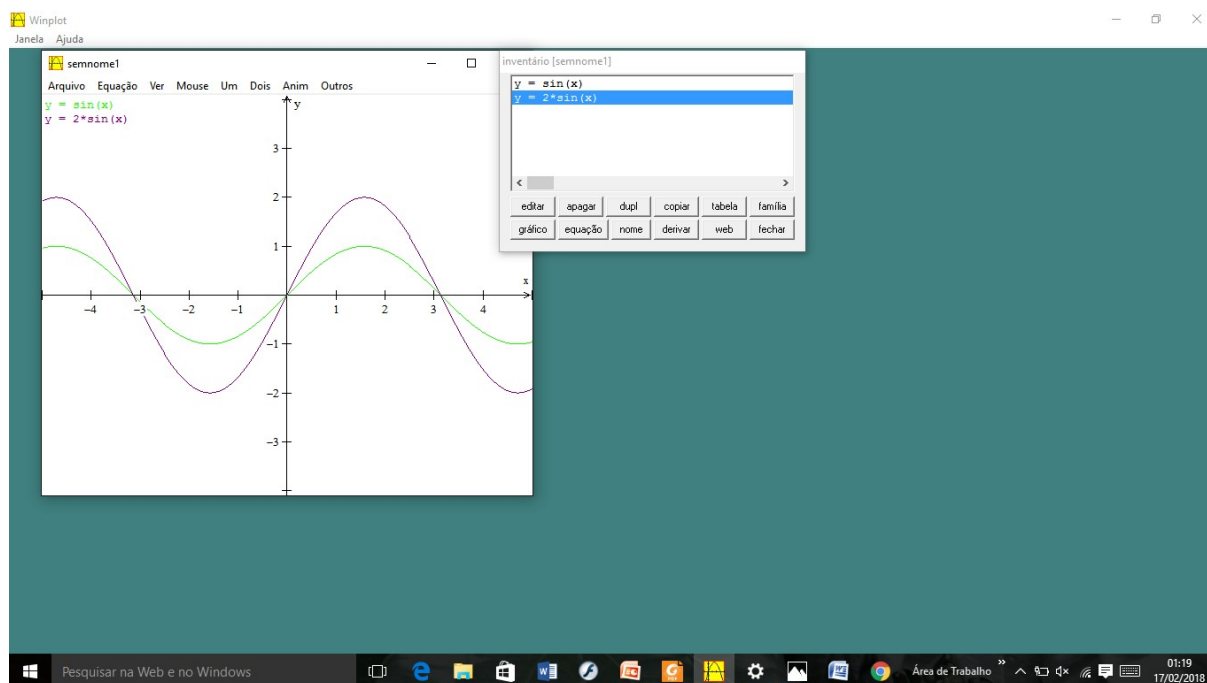 Winplot
Janela Ajuda
semnome1
Arquivo Equação Ver Mouse Um Dois Anim Outros
y = sin(x)
y = 2*sin(x)
y
3
2
1
x
-4 -3 -2 -1 1 2 3 4
-1
-2
-3
inventário [semnome1]
y = sin(x)
y = 2*sin(x)
editar apagar dupl copiar tabela família
gráfico equação nome derivar web fechar
Pesquisar na Web e no Windows
Área de Trabalho
01:19
17/02/2018